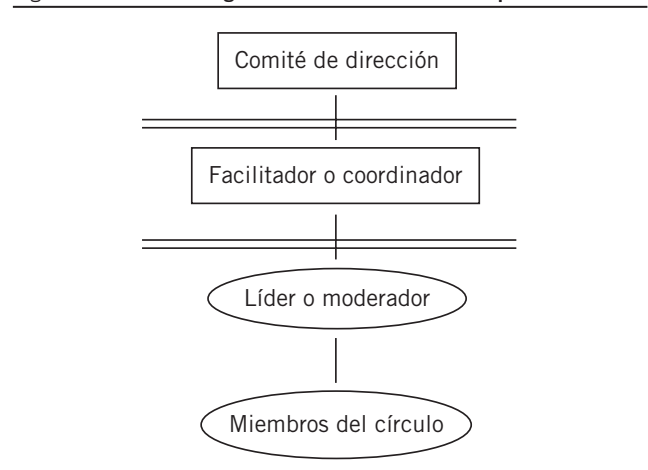 Comité de dirección
Facilitador o coordinador
Líder o moderador
Miembros del círculo